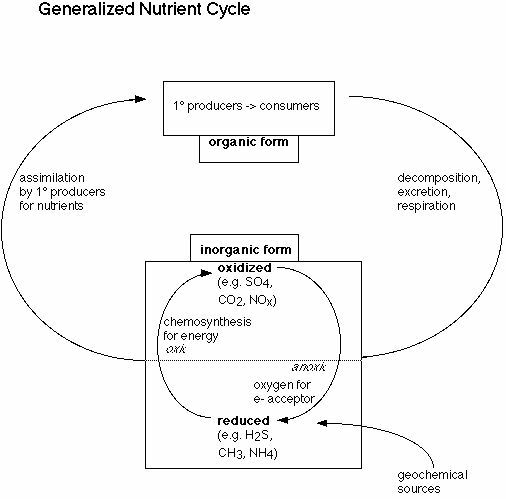 Generalized Nutrient Cycle
1° producers -> consumers
organic form
assimilation
by 1° producers
for nutrients
decomposition,
excretion,
respiration
inorganic form
oxidized
(e.g. SO4,
CO2, NOx)
chemosynthesis
for energy
oxic
anoxic
oxygen for
e- acceptor
reduced
(e.g. H2S,
CH3, NH4)
geochemical
sources